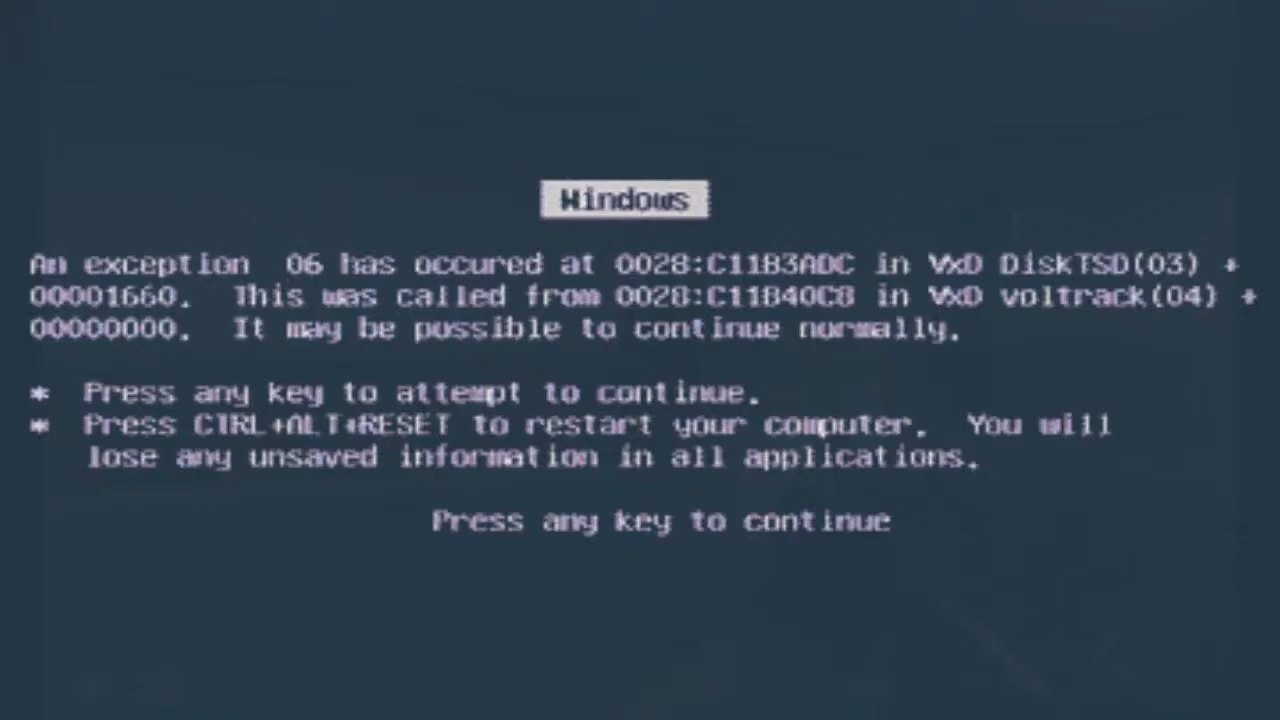 Windows
An exception  06 has occured at 0028:C11B3ADC in VxD DiskTSD(03) +
00001660.  This was called from 0028:C11B40C8 in VxD voltrack(04) +
00000000.  It may be possible to continue normally.
*  Press any key to attempt to continue.
*  Press CTRL+ALT+RESET to restart your computer.  You will
lose any unsaved information in all applications.
Press any key to continue